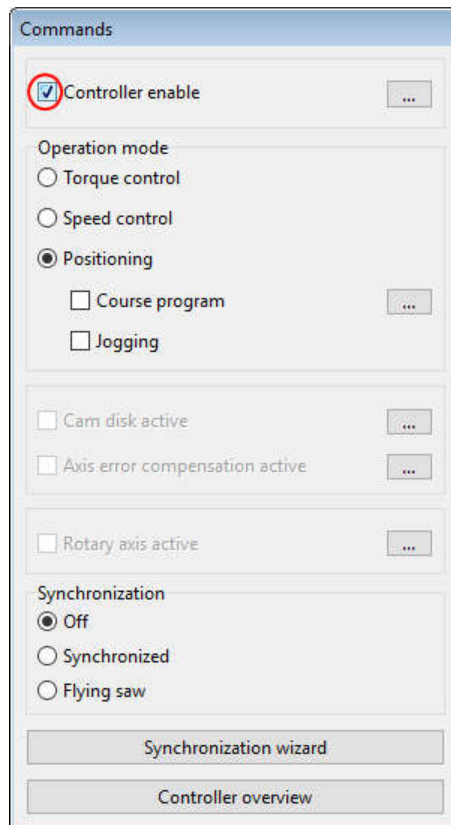 Commands
Controller enable
...
Operation mode
Torque control
Speed control
Positioning
Course program
...
Jogging
Cam disk active
...
Axis error compensation active
...
Rotary axis active
...
Synchronization
Off
Synchronized
Flying saw
Synchronization wizard
Controller overview